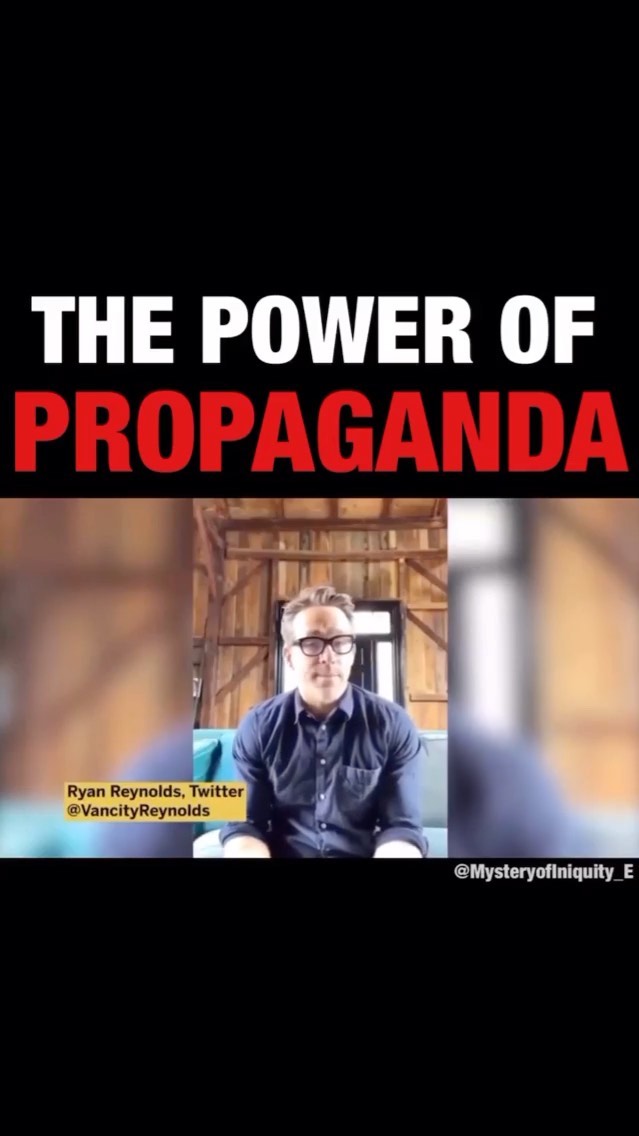 THE POWER OF
PROPAGANDA
Ryan Reynolds, Twitter
@VancityReynolds
@MysteryofIniquity_E